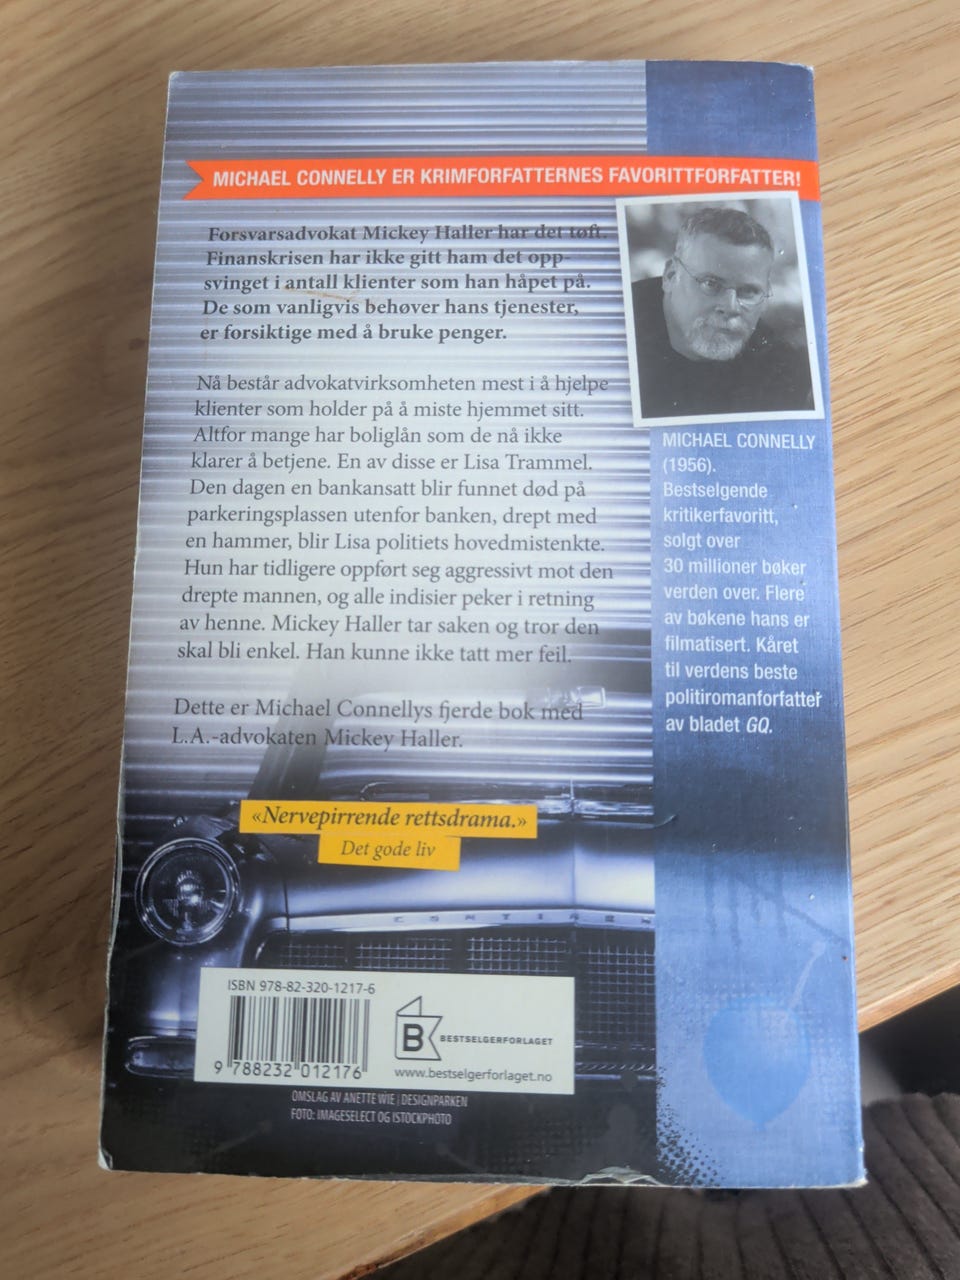 MICHAEL CONNELLY ER KRIMFORFATTERNES FAVORITTFORFATTER!
Forsvarsadvokat Mickey Haller har det tøft.
Finanskrisen har ikke gitt ham det opp-
svinget i antall klienter som han håpet på.
De som vanligvis behøver hans tjenester,
er forsiktige med å bruke penger.
Nå består advokatvirksomheten mest i å hjelpe
klienter som holder på å miste hjemmet sitt.
Altfor mange har boliglån som de nå ikke
klarer å betjene. En av disse er Lisa Trammel.
Den dagen en bankansatt blir funnet død på
parkeringsplassen utenfor banken, drept med
en hammer, blir Lisa politiets hovedmistenkte.
Hun har tidligere oppført seg aggressivt mot den
drepte mannen, og alle indisier peker i retning
av henne. Mickey Haller tar saken og tror den
skal bli enkel. Han kunne ikke tatt mer feil.
Dette er Michael Connellys fjerde bok med
L.A.-advokaten Mickey Haller.
«Nervepirrende rettsdrama.»
Det gode liv
MICHAEL CONNELLY
(1956).
Bestselgende
kritikerfavoritt,
solgt over
30 millioner bøker
verden over. Flere
av bøkene hans er
filmatisert. Kåret
til verdens beste
politiromanforfatter
av bladet GQ.
CONTINEN
ISBN 978-82-320-1217-6
9 788232 012176
B
BESTSELGERFORLAGET
www.bestselgerforlaget.no
OMSLAG AV ANETTE WIE | DESIGNPARKEN
FOTO: IMAGESELECT OG ISTOCKPHOTO